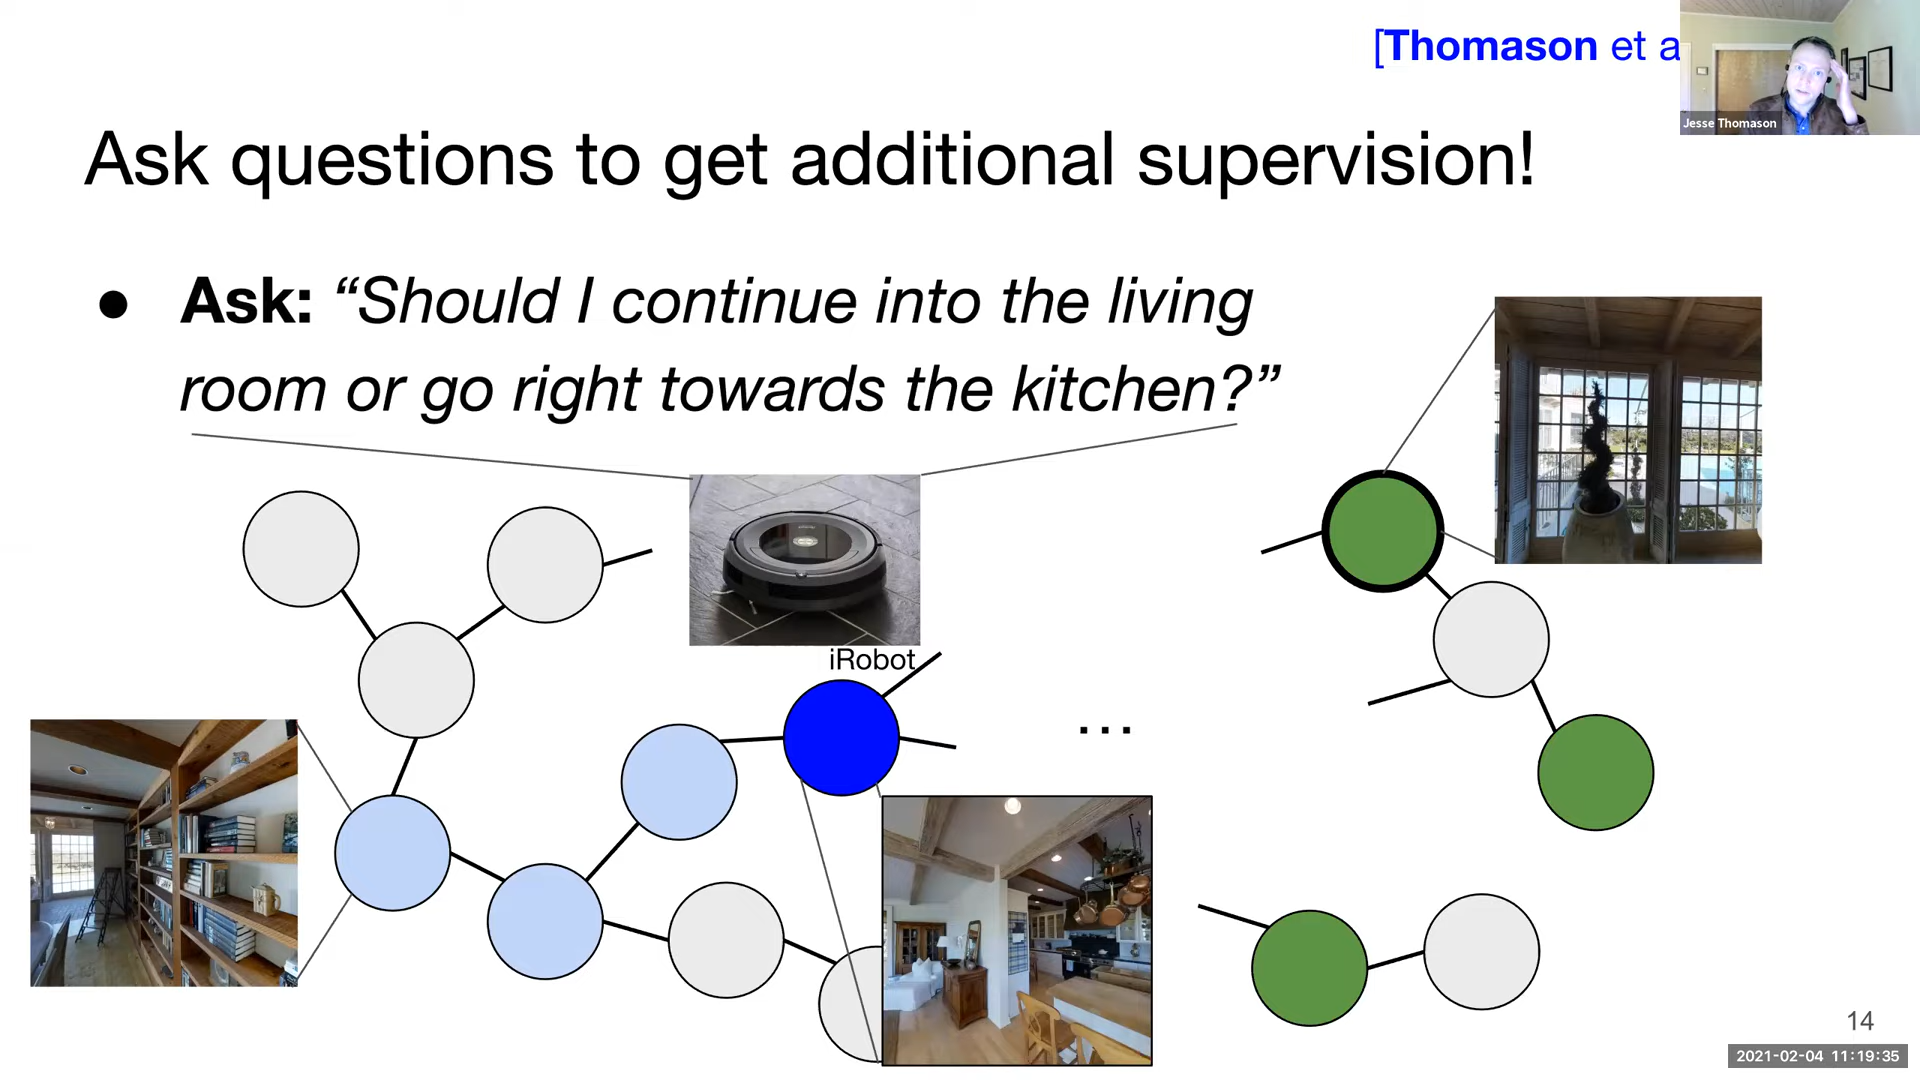 [Thomason et a
Jesse Thomason
Ask questions to get additional supervision!
● Ask: “Should I continue into the living
room or go right towards the kitchen?”
iRobot
...
14
2021-02-04 11:19:35